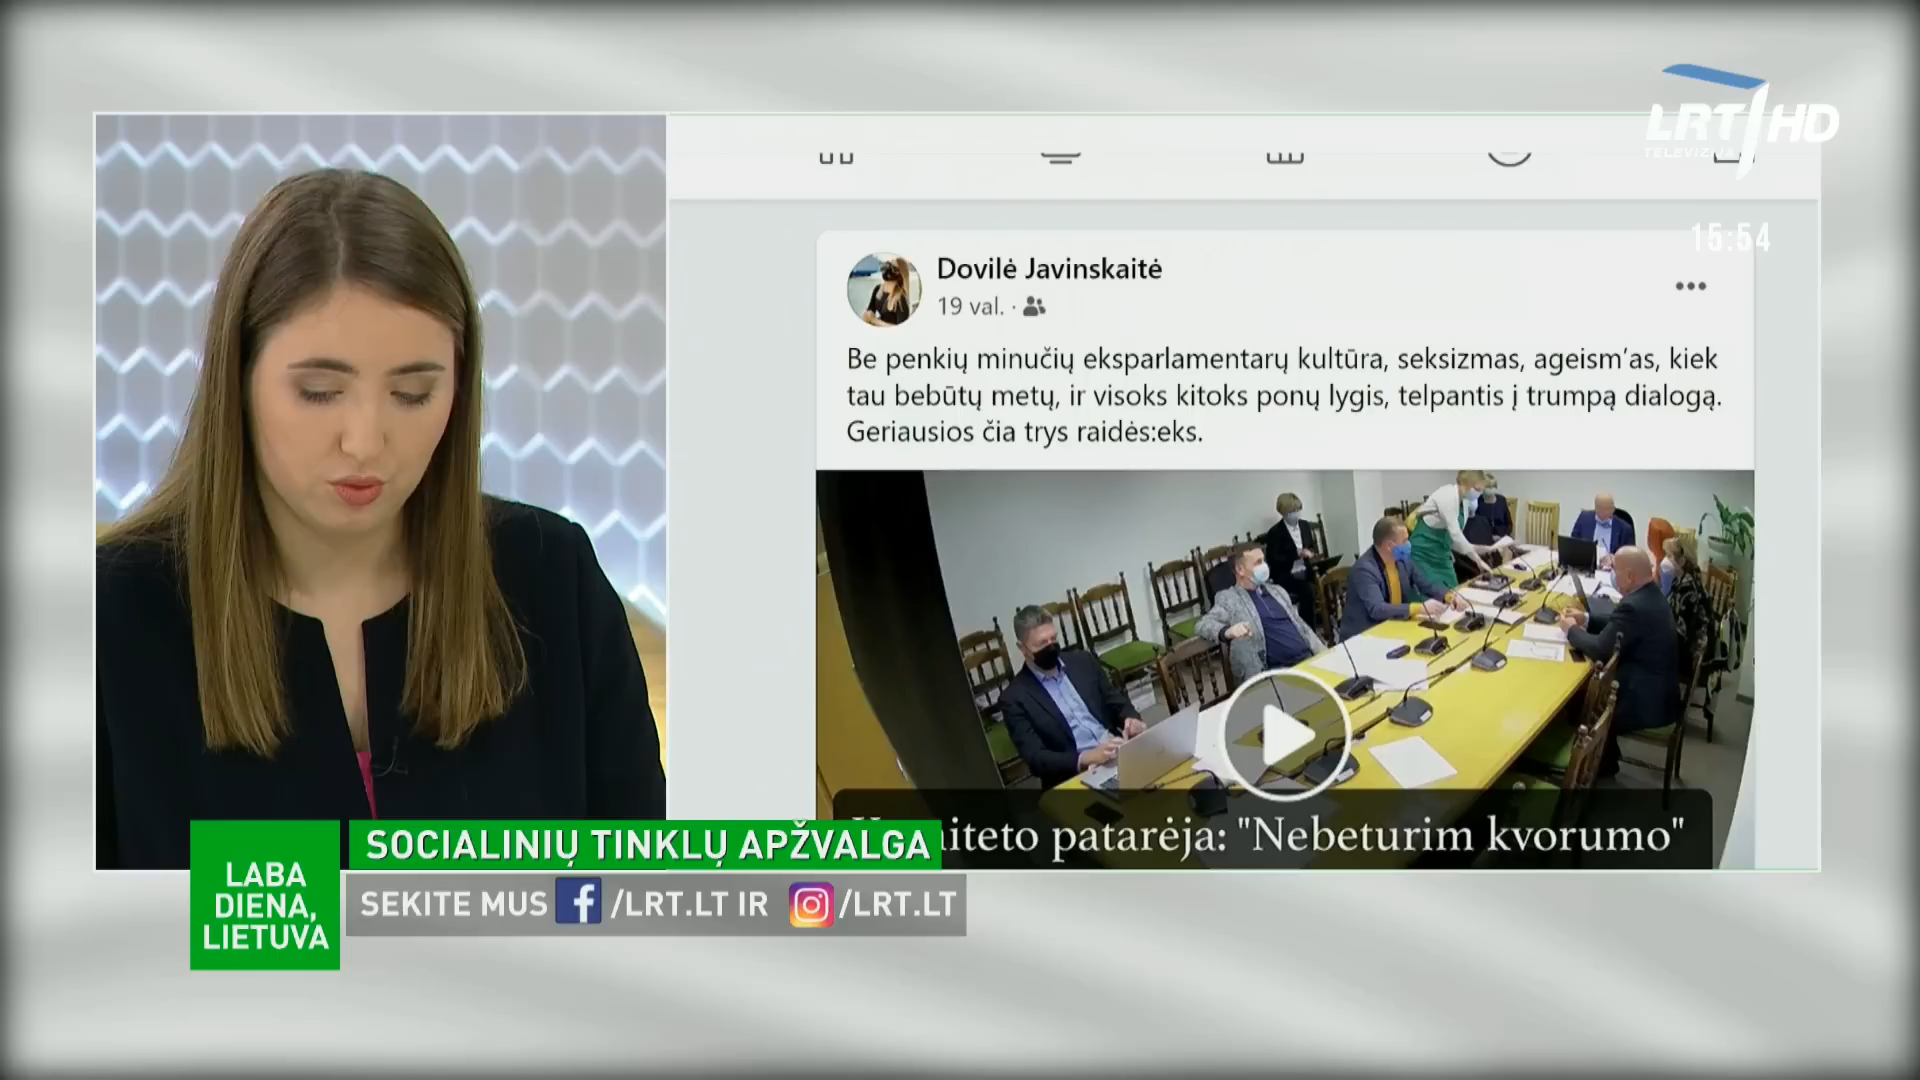 LRT HD
TELEVIZIJA
15:54
Dovilė Javinskaitė
19 val. ·
Be penkių minučių eksparlamentarų kultūra, seksizmas, ageism'as, kiek
tau bebūtų metų, ir visoks kitoks ponų lygis, telpantis į trumpą dialogą.
Geriausios čia trys raidės:eks.
patarėja: "Nebeturim kvorumo"
SOCIALINIŲ TINKLŲ APŽVALGA
LABA
DIENA,
LIETUVA
SEKITE MUS f /LRT.LT IR /LRT.LT